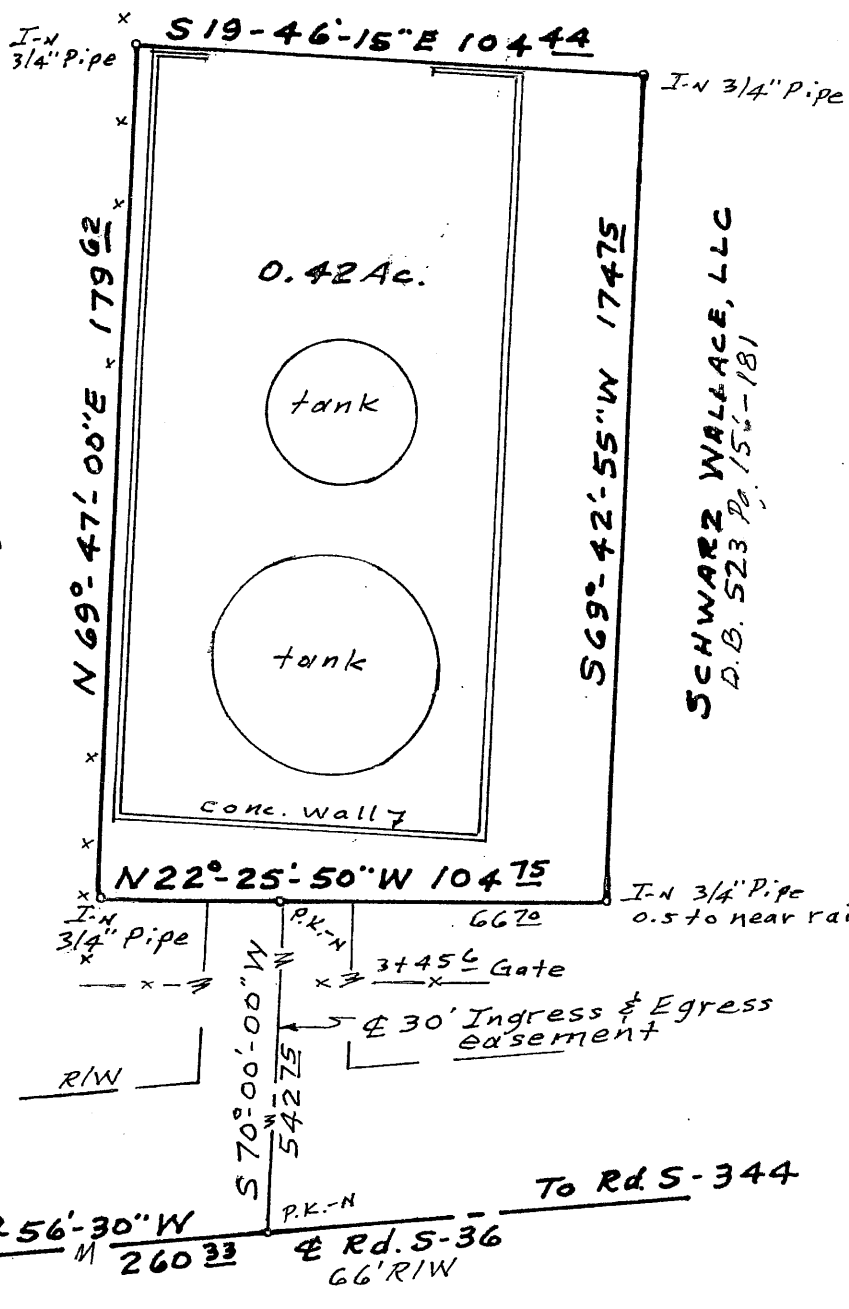 S 19-46'-15"E 104 44
I-N
3/4" Pipe
I-N 3/4" Pipe
N 69°-47'-00"E 179 62
0.42 Ac.
S 69°-42'-55"W 174 75
SCHWARZ WALLACE, LLC
D.B. 523 Pg. 156-181
tank
tank
conc. wall
N 22°-25'-50"W 104 75
I-N
3/4" Pipe
P.K.-N
66 70
I-N 3/4" Pipe
0.5 to near rai
3+45 6 Gate
℄ 30' Ingress & Egress
easement
R/W
S 70°-00'-00"W
542 75
P.K.-N
To Rd. S-344
56'-30"W
260 33
℄ Rd. S-36
66' R/W